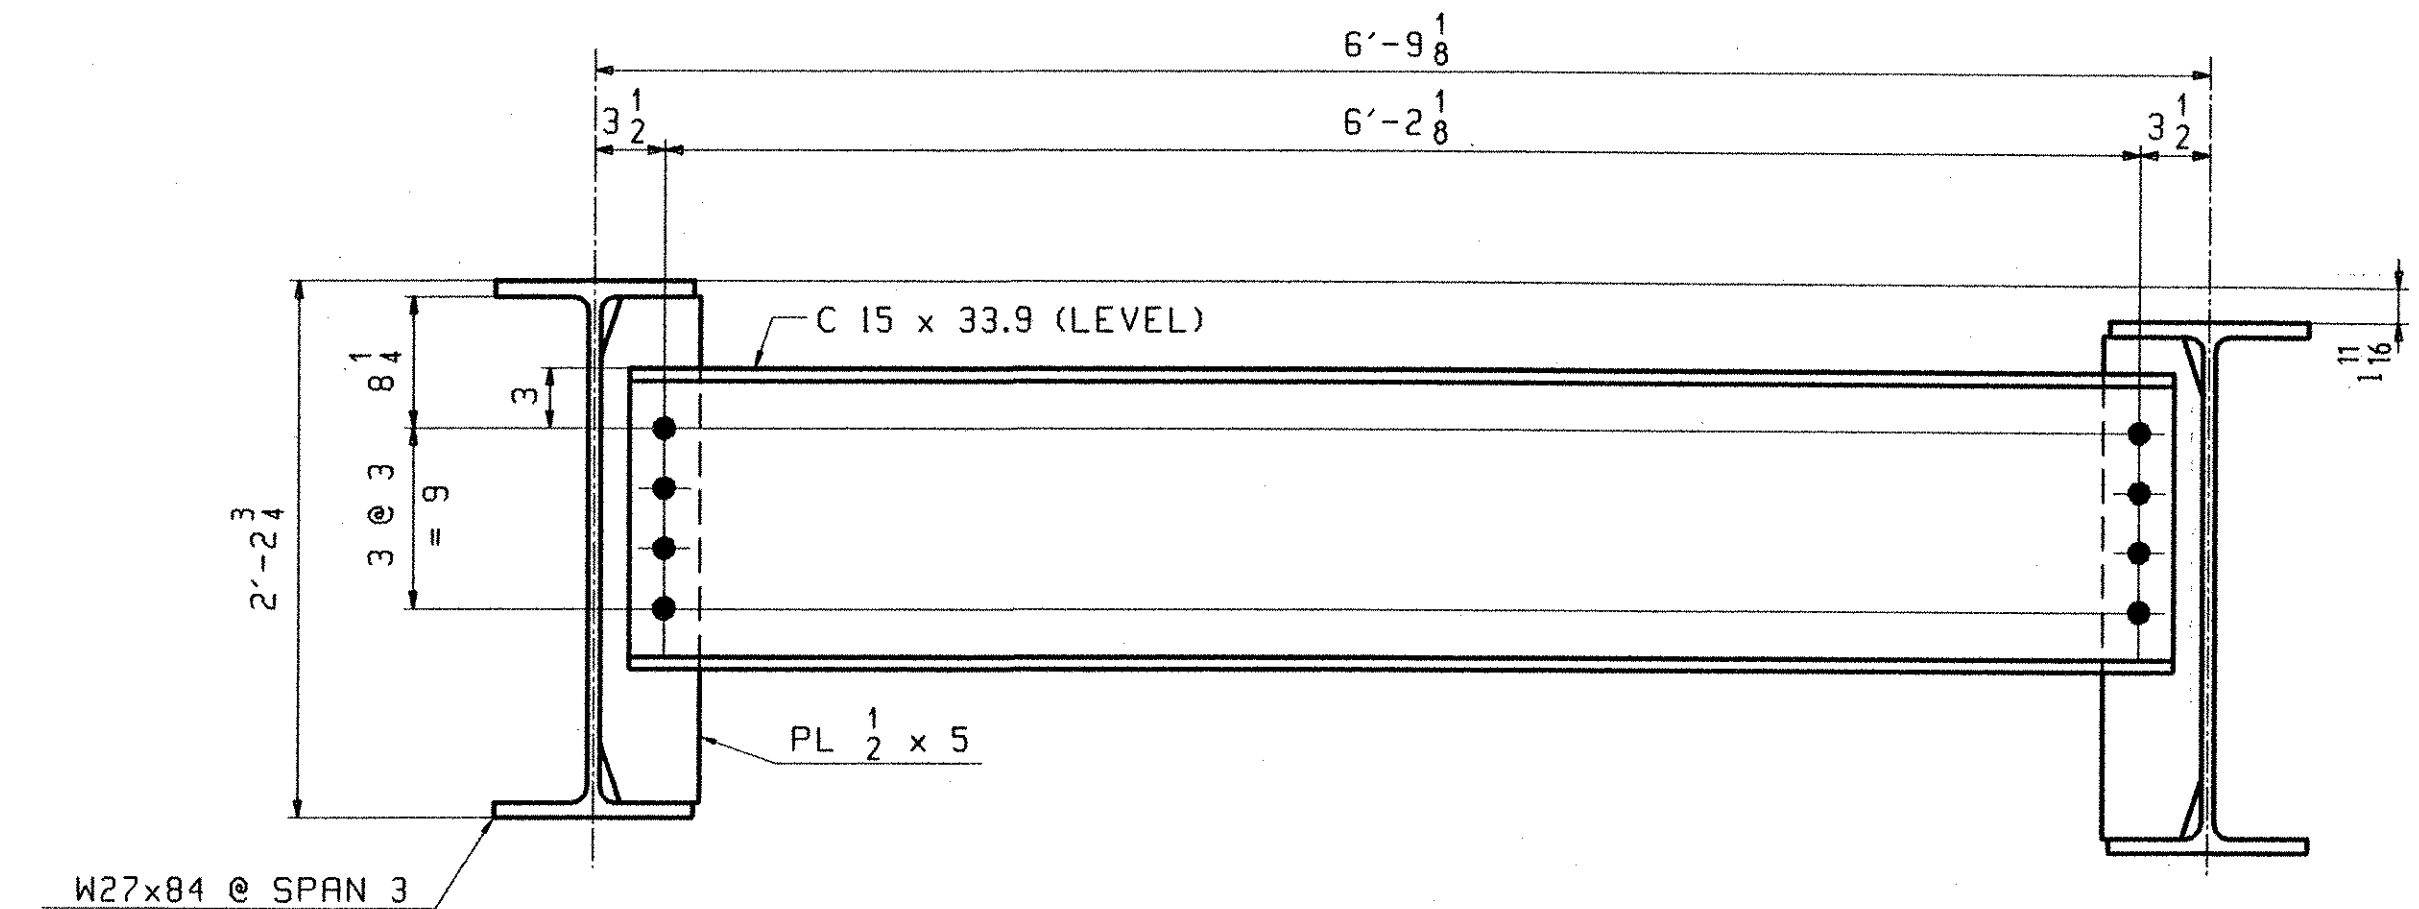 6'-9 1/8
3 1/2
6'-2 1/8
3 1/2
C 15 x 33.9 (LEVEL)
8 1/4
3
1 11/16
3 @ 3
= 9
2'-2 3/4
PL 1/2 x 5
W27x84 @ SPAN 3